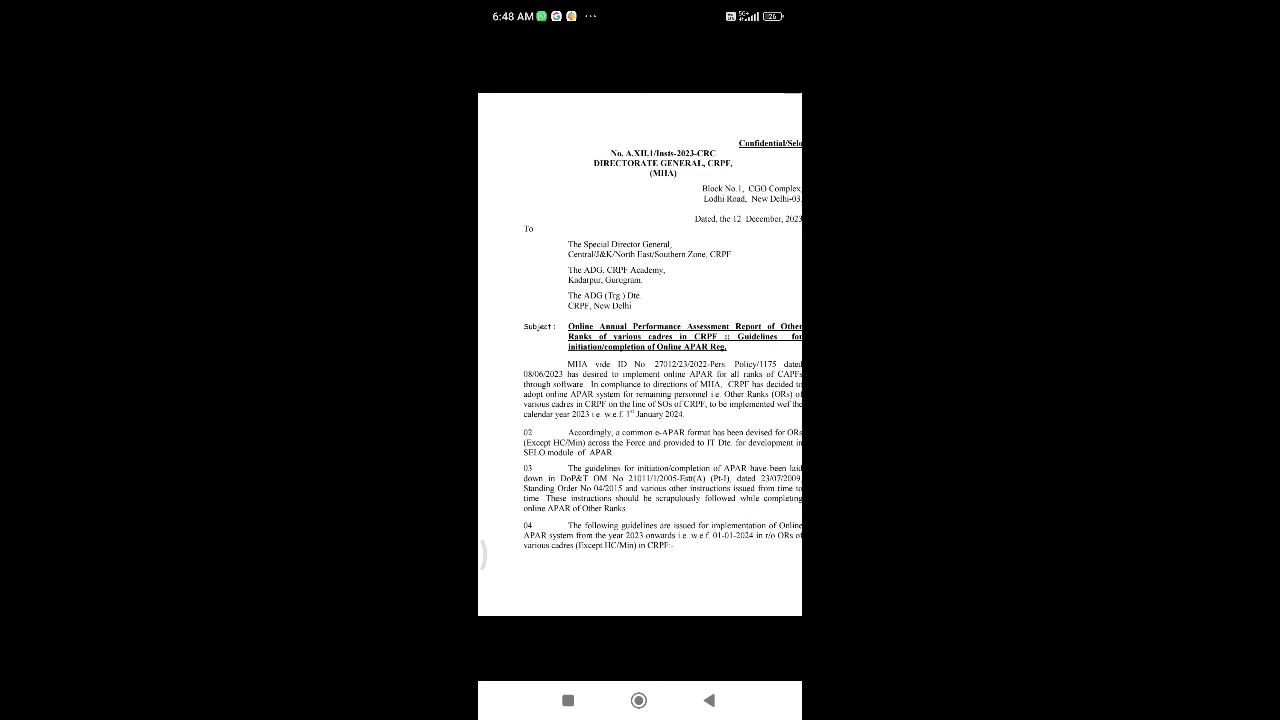 6:48 AM
5G+
26
Confidential/Selo
No. A.XII.1/Insts-2023-CRC
DIRECTORATE GENERAL, CRPF,
(MHA)
Block No.1, CGO Complex,
Lodhi Road, New Delhi-03.
Dated, the 12 December, 2023
To
The Special Director General,
Central/J&K/North East/Southern Zone, CRPF
The ADG, CRPF Academy,
Kadarpur, Gurugram.
The ADG (Trg.) Dte.
CRPF, New Delhi
Subject: Online Annual Performance Assessment Report of Other
Ranks of various cadres in CRPF :: Guidelines for
initiation/completion of Online APAR Reg.
MHA vide ID No. 27012/23/2022-Pers. Policy/1175 dated
08/06/2023 has desired to implement online APAR for all ranks of CAPFs
through software. In compliance to directions of MHA, CRPF has decided to
adopt online APAR system for remaining personnel i.e. Other Ranks (ORs) of
various cadres in CRPF on the line of SOs of CRPF, to be implemented wef the
calendar year 2023 i.e. w.e.f. 1st January 2024.
02 Accordingly, a common e-APAR format has been devised for ORs
(Except HC/Min) across the Force and provided to IT Dte. for development in
SELO module of APAR.
03 The guidelines for initiation/completion of APAR have been laid
down in DoP&T OM No 21011/1/2005-Estt(A) (Pt-I), dated 23/07/2009,
Standing Order No 04/2015 and various other instructions issued from time to
time. These instructions should be scrupulously followed while completing
online APAR of Other Ranks.
04 The following guidelines are issued for implementation of Online
APAR system from the year 2023 onwards i.e. w.e.f. 01-01-2024 in r/o ORs of
various cadres (Except HC/Min) in CRPF:-